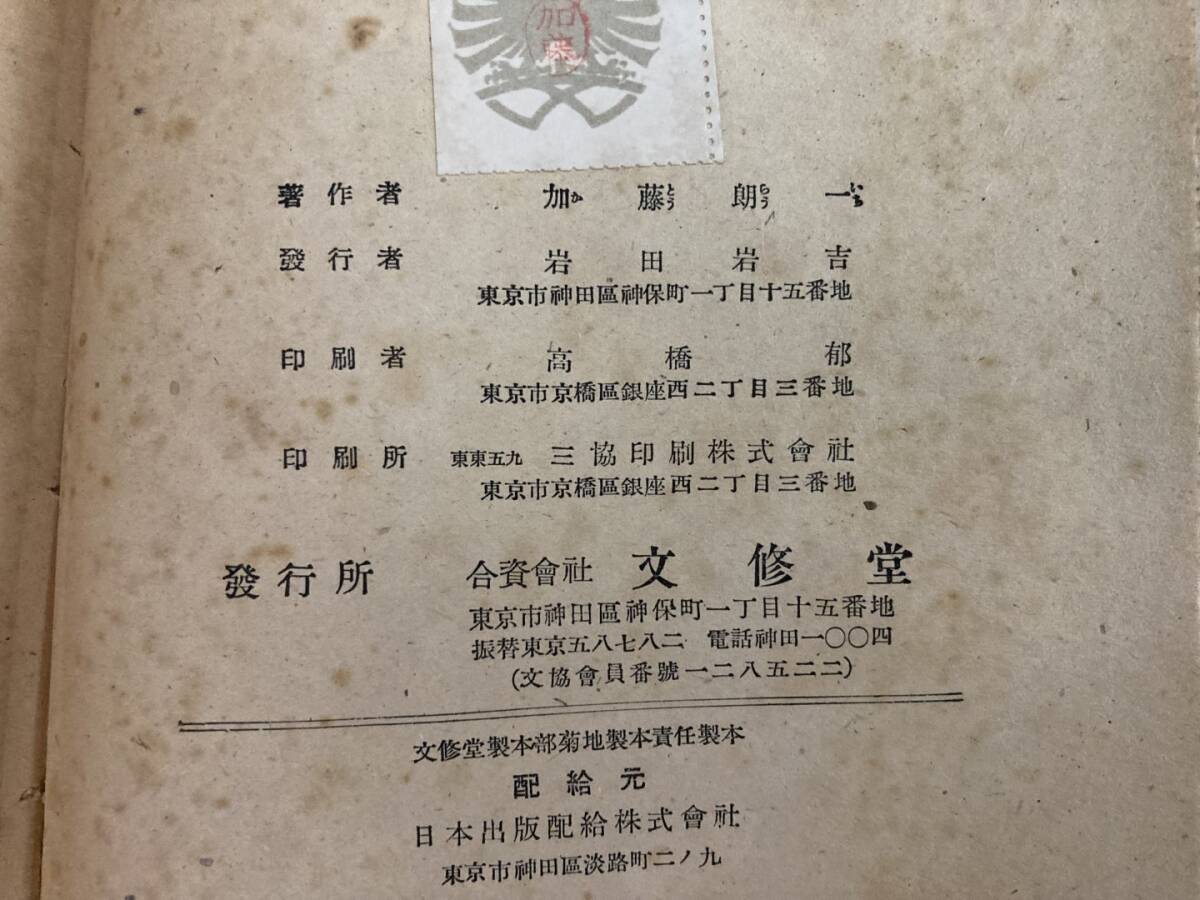 加藤
著作者 加藤朗一
かとうろういち
發行者 岩田岩吉
東京市神田區神保町一丁目十五番地
印刷者 高橋郁
東京市京橋區銀座西二丁目三番地
印刷所 東東五九 三協印刷株式會社
東京市京橋區銀座西二丁目三番地
發行所 合資會社 文修堂
東京市神田區神保町一丁目十五番地
振替東京五八七八二 電話神田一〇〇四
(文協會員番號一二八五二二)
文修堂製本部菊地製本責任製本
配給元
日本出版配給株式會社
東京市神田區淡路町二ノ九